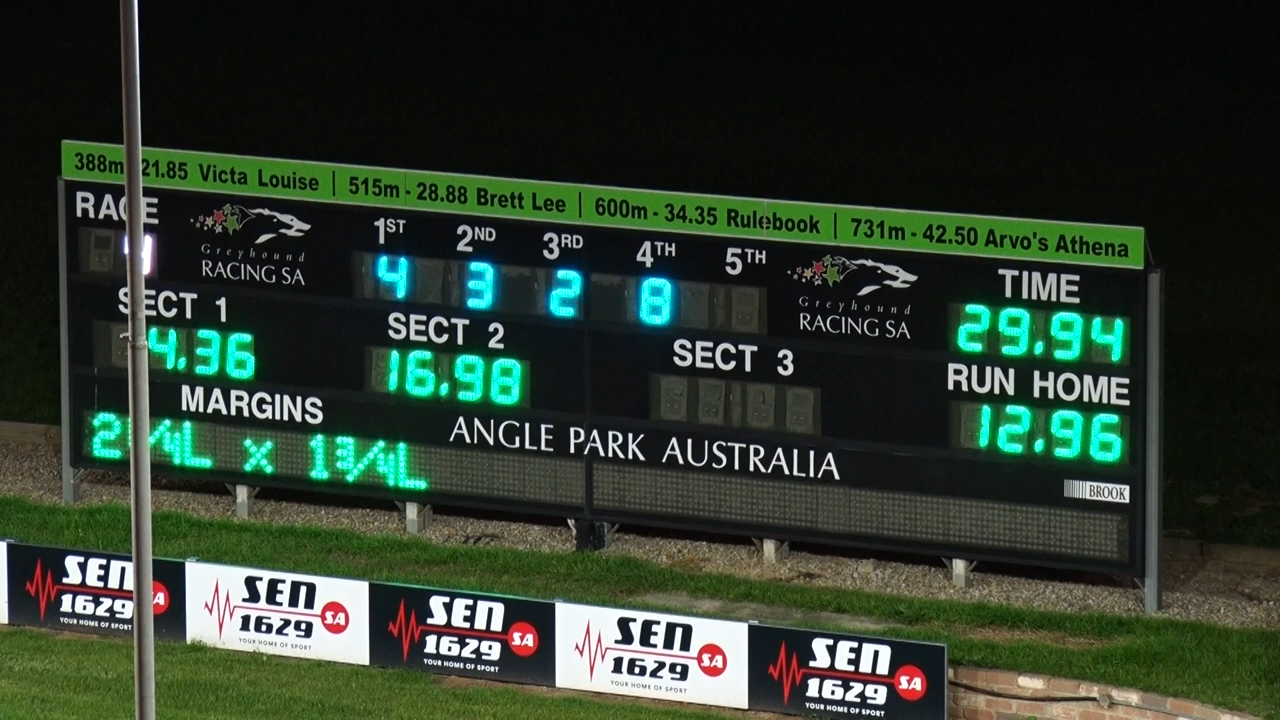 388m 21.85 Victa Louise | 515m - 28.88 Brett Lee | 600m - 34.35 Rulebook | 731m - 42.50 Arvo's Athena
RACE
4
Greyhound
RACING SA
1ST 2ND 3RD 4TH 5TH
4 3 2 8
Greyhound
RACING SA
TIME
29.94
SECT 1
4.36
SECT 2
16.98
SECT 3
RUN HOME
12.96
MARGINS
2 1/4L x 1 3/4L
ANGLE PARK AUSTRALIA
BROOK
SEN
1629 SA
YOUR HOME OF SPORT
SEN
1629 SA
YOUR HOME OF SPORT
SEN
1629 SA
YOUR HOME OF SPORT
SEN
1629 SA
YOUR HOME OF SPORT
SEN
1629 SA
YOUR HOME OF SPORT